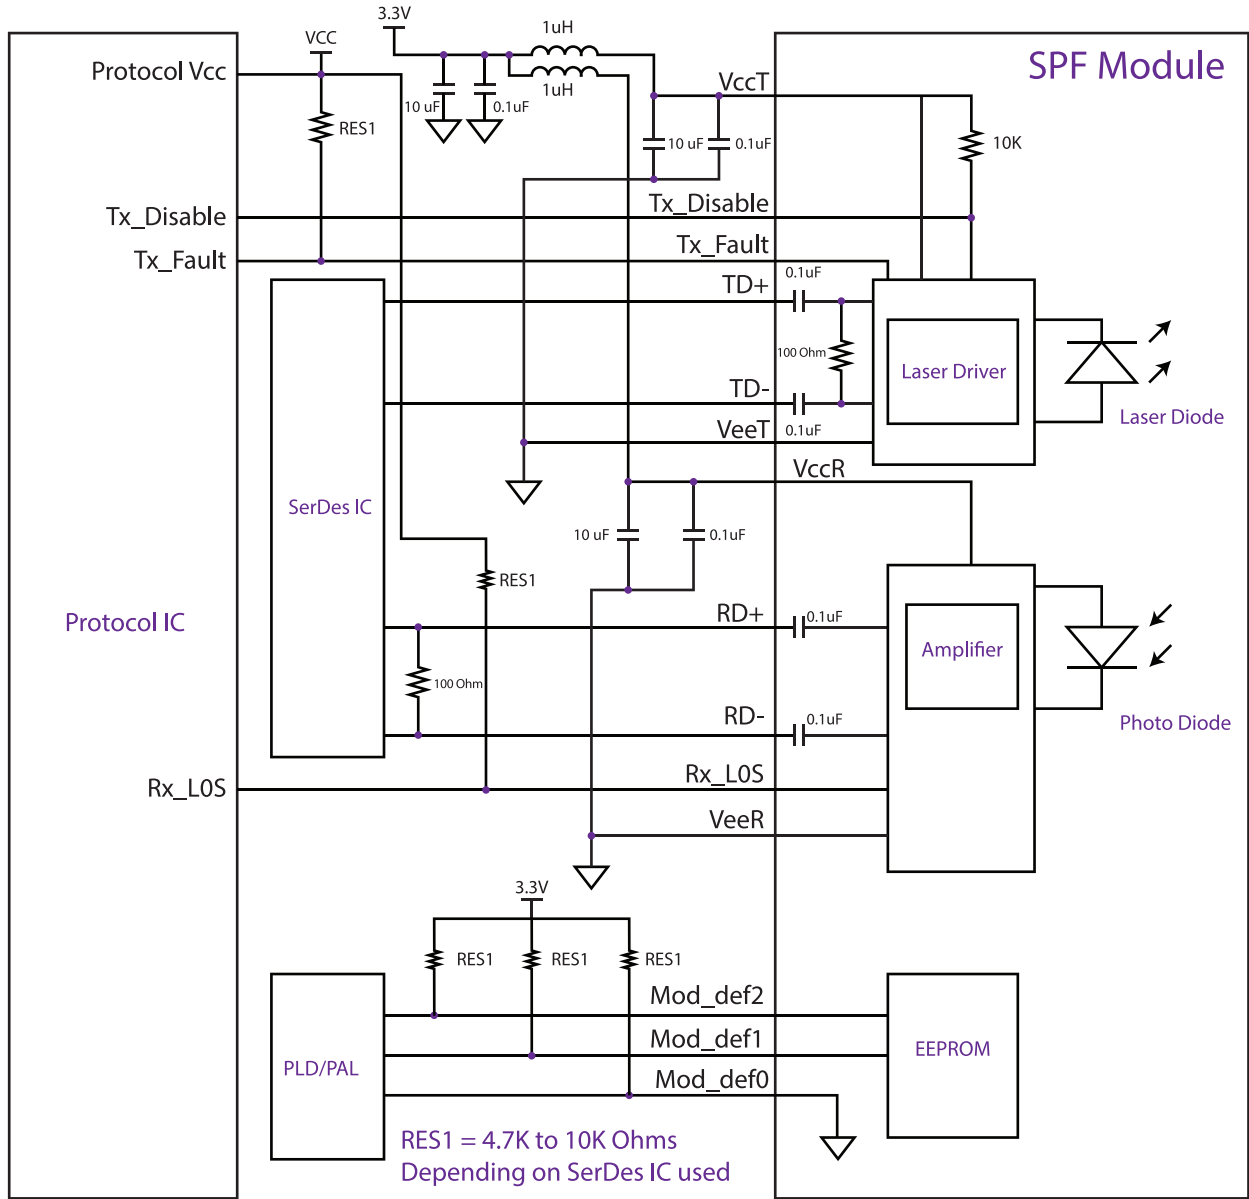 3.3V
1uH
VCC
SPF Module
Protocol Vcc
1uH
VccT
10 uF
0.1uF
RES1
10 uF
0.1uF
10K
Tx_Disable
Tx_Disable
Tx_Fault
Tx_Fault
0.1uF
TD+
100 Ohm
Laser Driver
TD-
Laser Diode
VeeT
0.1uF
VccR
SerDes IC
10 uF
0.1uF
RES1
Protocol IC
RD+
0.1uF
Amplifier
100 Ohm
RD-
0.1uF
Photo Diode
Rx_L0S
Rx_L0S
VeeR
3.3V
RES1
RES1
RES1
Mod_def2
Mod_def1
EEPROM
PLD/PAL
Mod_def0
RES1 = 4.7K to 10K Ohms
Depending on SerDes IC used